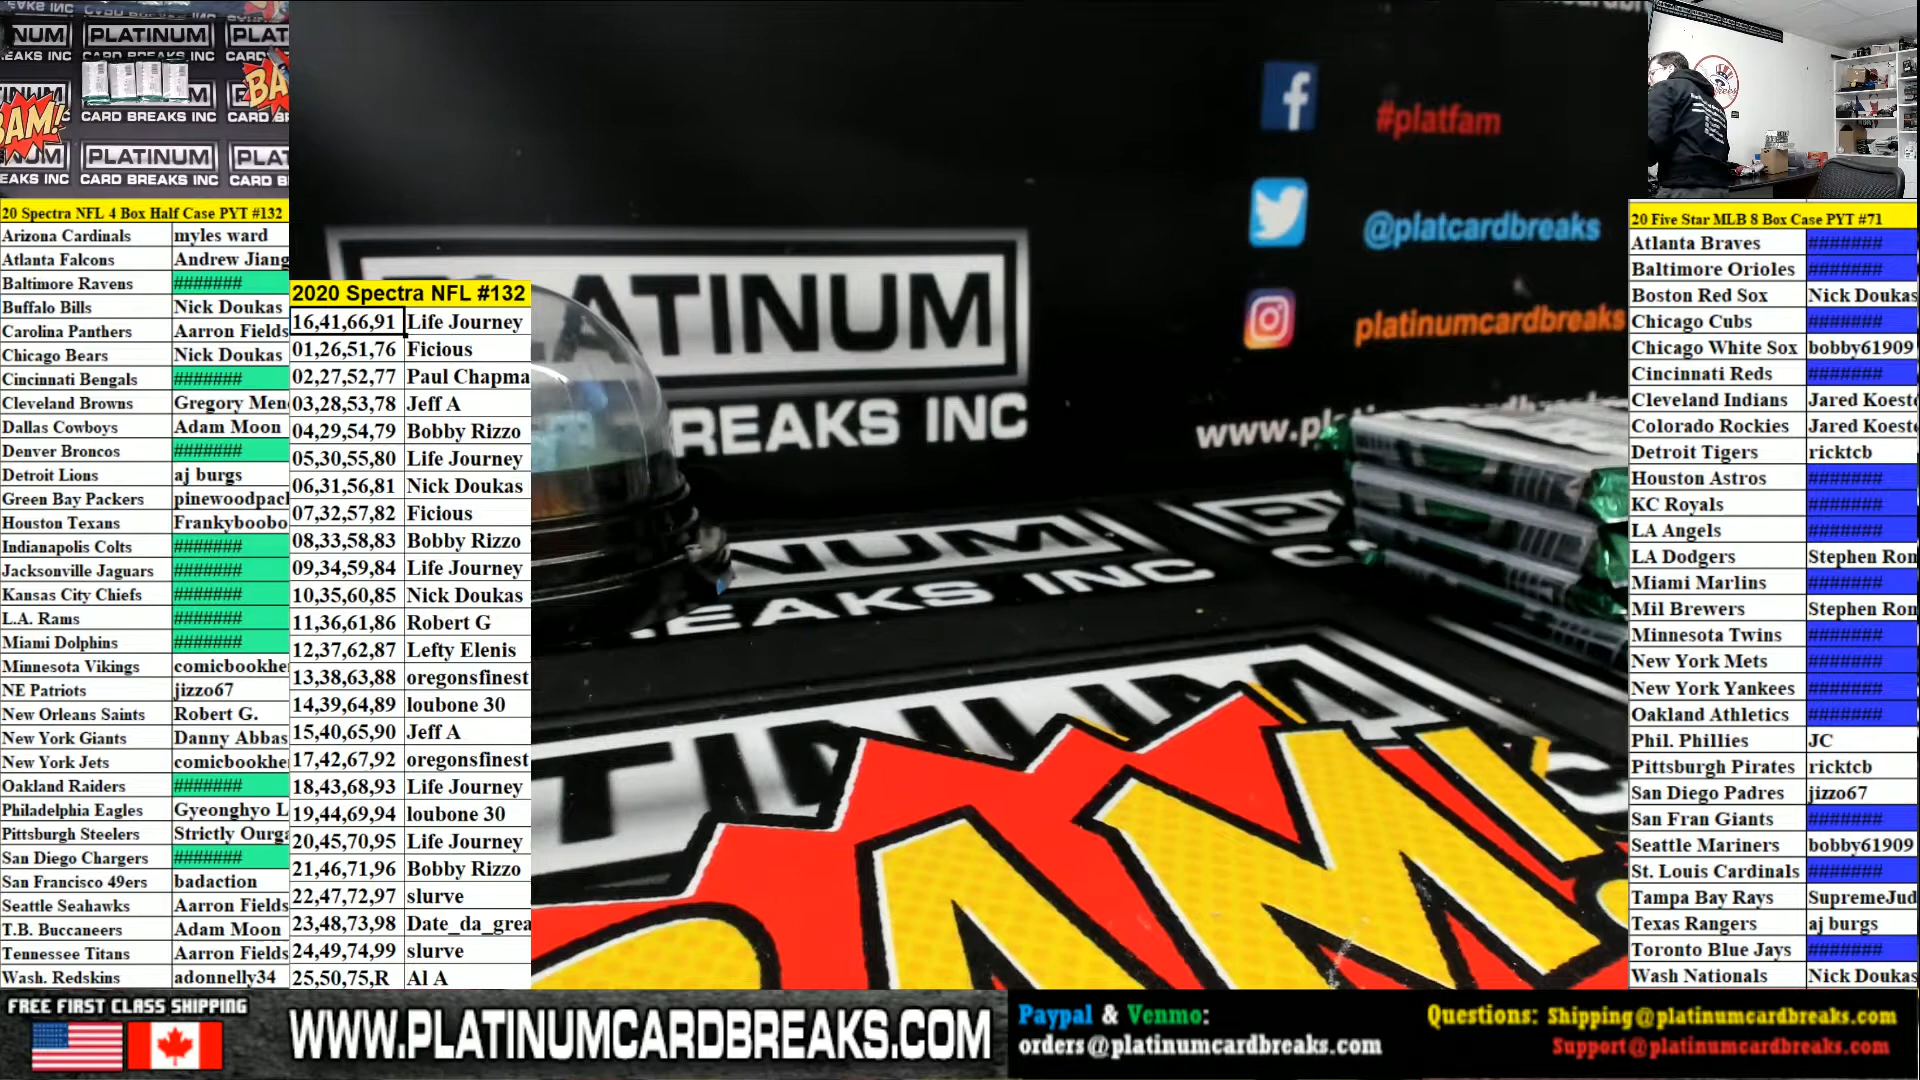 PLATINUM
CARD BREAKS INC
BAM!
PLATINUM
CARD BREAKS INC
20 Spectra NFL 4 Box Half Case PYT #132
Arizona Cardinals myles ward
Atlanta Falcons Andrew Jiang
Baltimore Ravens #######
Buffalo Bills Nick Doukas
Carolina Panthers Aarron Fields
Chicago Bears Nick Doukas
Cincinnati Bengals #######
Cleveland Browns Gregory Men
Dallas Cowboys Adam Moon
Denver Broncos #######
Detroit Lions aj burgs
Green Bay Packers pinewoodpac
Houston Texans Frankyboobo
Indianapolis Colts #######
Jacksonville Jaguars #######
Kansas City Chiefs #######
L.A. Rams #######
Miami Dolphins #######
Minnesota Vikings comicbookhe
NE Patriots jizzo67
New Orleans Saints Robert G.
New York Giants Danny Abbas
New York Jets comicbookhe
Oakland Raiders #######
Philadelphia Eagles Gyeonghyo L
Pittsburgh Steelers Strictly Ourga
San Diego Chargers #######
San Francisco 49ers badaction
Seattle Seahawks Aarron Fields
T.B. Buccaneers Adam Moon
Tennessee Titans Aarron Fields
Wash. Redskins adonnelly34
2020 Spectra NFL #132
16,41,66,91 Life Journey
01,26,51,76 Ficious
02,27,52,77 Paul Chapma
03,28,53,78 Jeff A
04,29,54,79 Bobby Rizzo
05,30,55,80 Life Journey
06,31,56,81 Nick Doukas
07,32,57,82 Ficious
08,33,58,83 Bobby Rizzo
09,34,59,84 Life Journey
10,35,60,85 Nick Doukas
11,36,61,86 Robert G
12,37,62,87 Lefty Elenis
13,38,63,88 oregonsfinest
14,39,64,89 loubone 30
15,40,65,90 Jeff A
17,42,67,92 oregonsfinest
18,43,68,93 Life Journey
19,44,69,94 loubone 30
20,45,70,95 Life Journey
21,46,71,96 Bobby Rizzo
22,47,72,97 slurve
23,48,73,98 Date_da_grea
24,49,74,99 slurve
25,50,75,R Al A
PLATINUM
BREAKS INC
#platfam
@platcardbreaks
platinumcardbreaks
www.pl
20 Five Star MLB 8 Box Case PYT #71
Atlanta Braves #######
Baltimore Orioles #######
Boston Red Sox Nick Doukas
Chicago Cubs #######
Chicago White Sox bobby61909
Cincinnati Reds #######
Cleveland Indians Jared Koest
Colorado Rockies Jared Koest
Detroit Tigers ricktcb
Houston Astros #######
KC Royals #######
LA Angels #######
LA Dodgers Stephen Ron
Miami Marlins #######
Mil Brewers Stephen Ron
Minnesota Twins #######
New York Mets #######
New York Yankees #######
Oakland Athletics #######
Phil. Phillies JC
Pittsburgh Pirates ricktcb
San Diego Padres jizzo67
San Fran Giants #######
Seattle Mariners bobby61909
St. Louis Cardinals #######
Tampa Bay Rays SupremeJud
Texas Rangers aj burgs
Toronto Blue Jays #######
Wash Nationals Nick Doukas
FREE FIRST CLASS SHIPPING
WWW.PLATINUMCARDBREAKS.COM
Paypal & Venmo:
orders@platinumcardbreaks.com
Questions: Shipping@platinumcardbreaks.com
Support@platinumcardbreaks.com